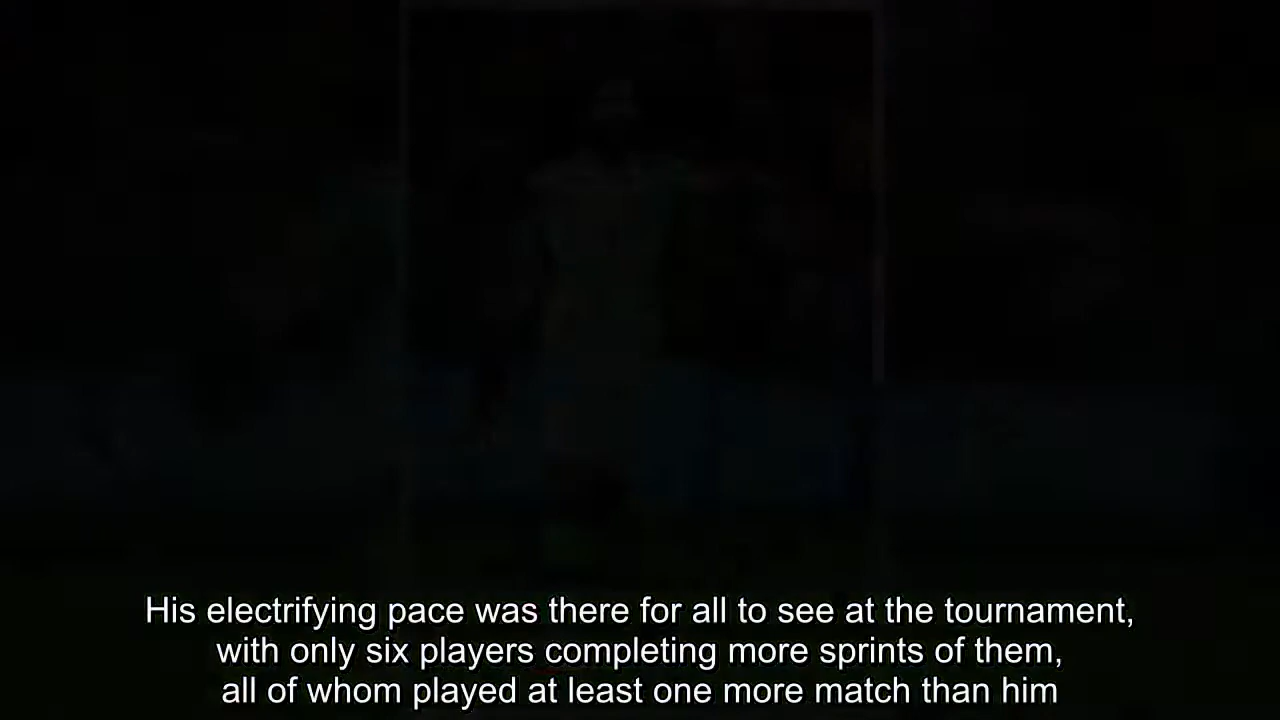 His electrifying pace was there for all to see at the tournament,
with only six players completing more sprints of them,
all of whom played at least one more match than him